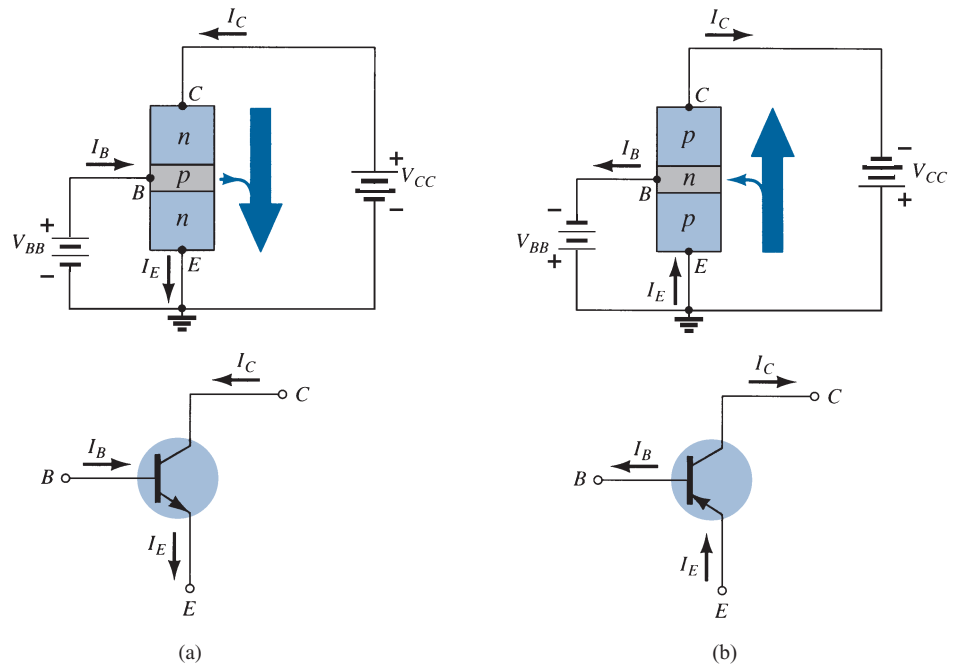 I_C
C
n
I_B
p
B
n
+
V_BB
−
+
V_CC
−
I_E
E
I_C
C
I_B
B
I_E
E
(a)
I_C
C
p
I_B
n
B
p
−
V_BB
+
−
V_CC
+
I_E
E
I_C
C
I_B
B
I_E
E
(b)